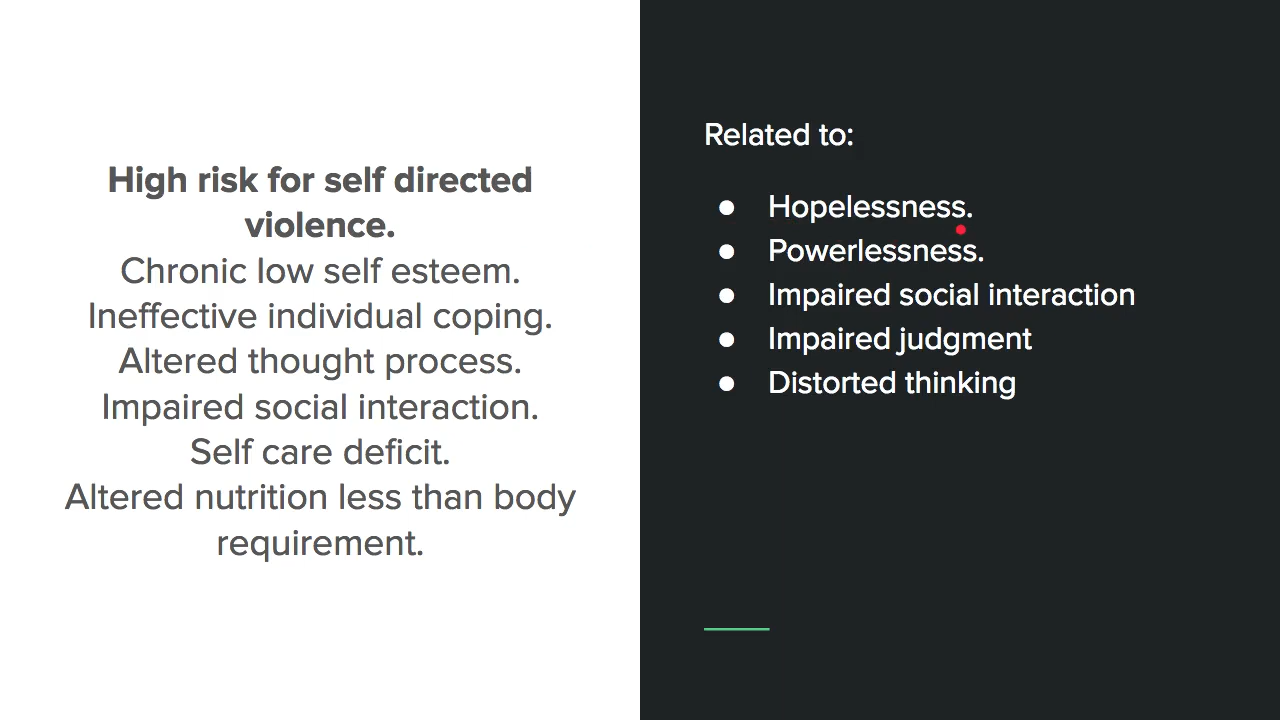 High risk for self directed
violence.
Chronic low self esteem.
Ineffective individual coping.
Altered thought process.
Impaired social interaction.
Self care deficit.
Altered nutrition less than body
requirement.
Related to:
● Hopelessness.
● Powerlessness.
● Impaired social interaction
● Impaired judgment
● Distorted thinking